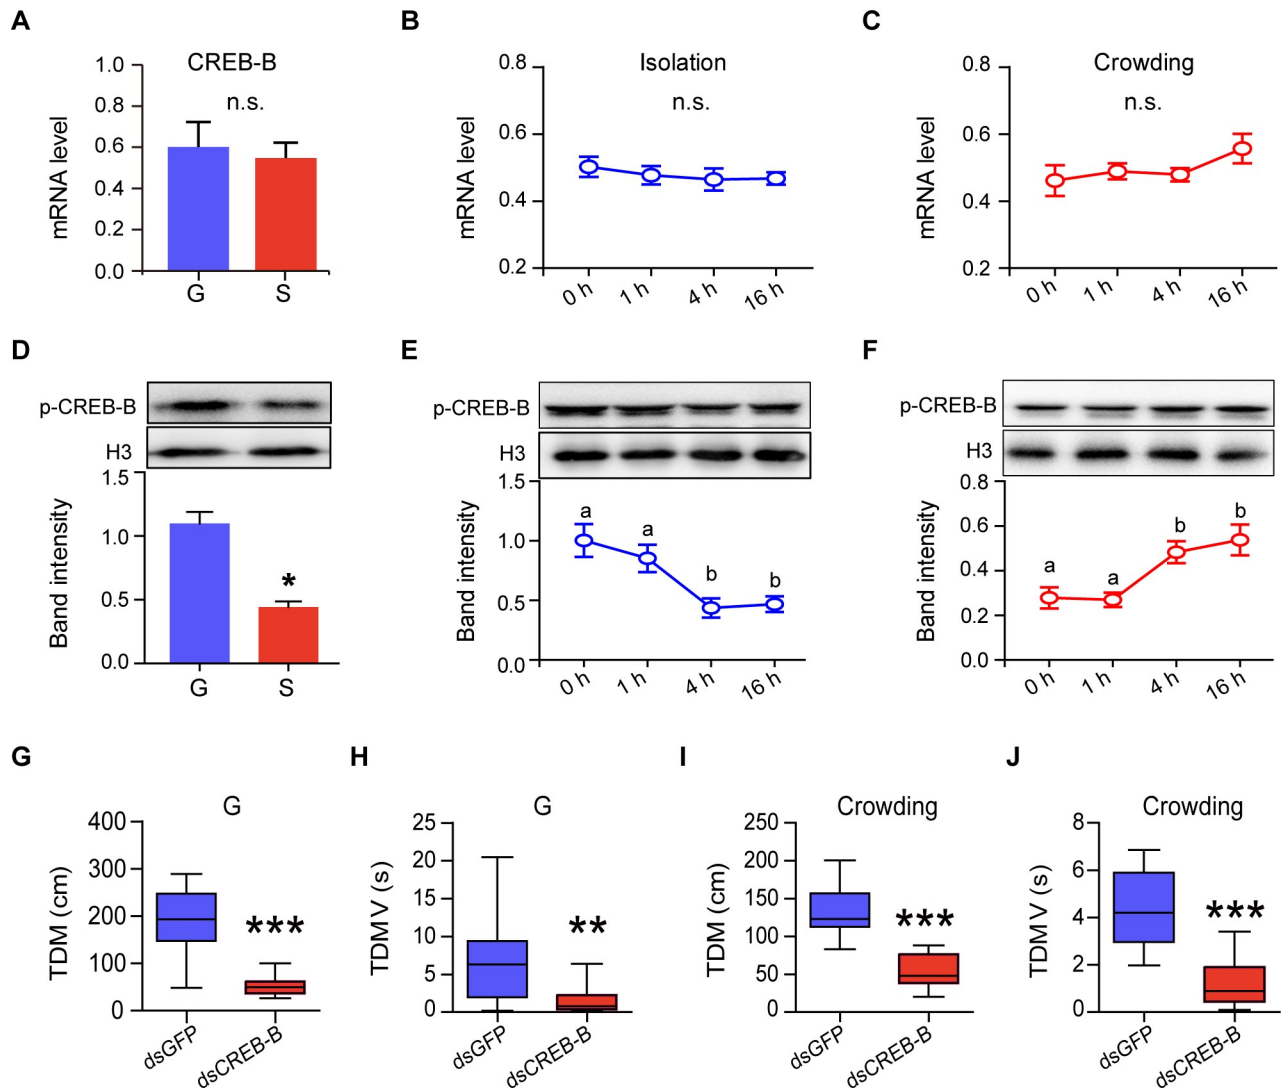 A
CREB-B
n.s.
mRNA level
1.0
0.8
0.6
0.4
0.2
0.0
G
S
B
Isolation
n.s.
mRNA level
0.8
0.6
0.4
0.2
0 h
1 h
4 h
16 h
C
Crowding
n.s.
mRNA level
0.8
0.6
0.4
0.2
0 h
1 h
4 h
16 h
D
p-CREB-B
H3
Band intensity
1.5
1.0
0.5
0.0
*
G
S
E
p-CREB-B
H3
Band intensity
1.5
1.0
0.5
0.0
a
a
b
b
0 h
1 h
4 h
16 h
F
p-CREB-B
H3
Band intensity
0.8
0.6
0.4
0.2
0.0
a
a
b
b
0 h
1 h
4 h
16 h
G
G
TDM (cm)
400
300
200
100
0
***
dsGFP
dsCREB-B
H
G
TDM V (s)
25
20
15
10
5
0
**
dsGFP
dsCREB-B
I
Crowding
TDM (cm)
250
200
150
100
50
0
***
dsGFP
dsCREB-B
J
Crowding
TDM V (s)
8
6
4
2
0
***
dsGFP
dsCREB-B